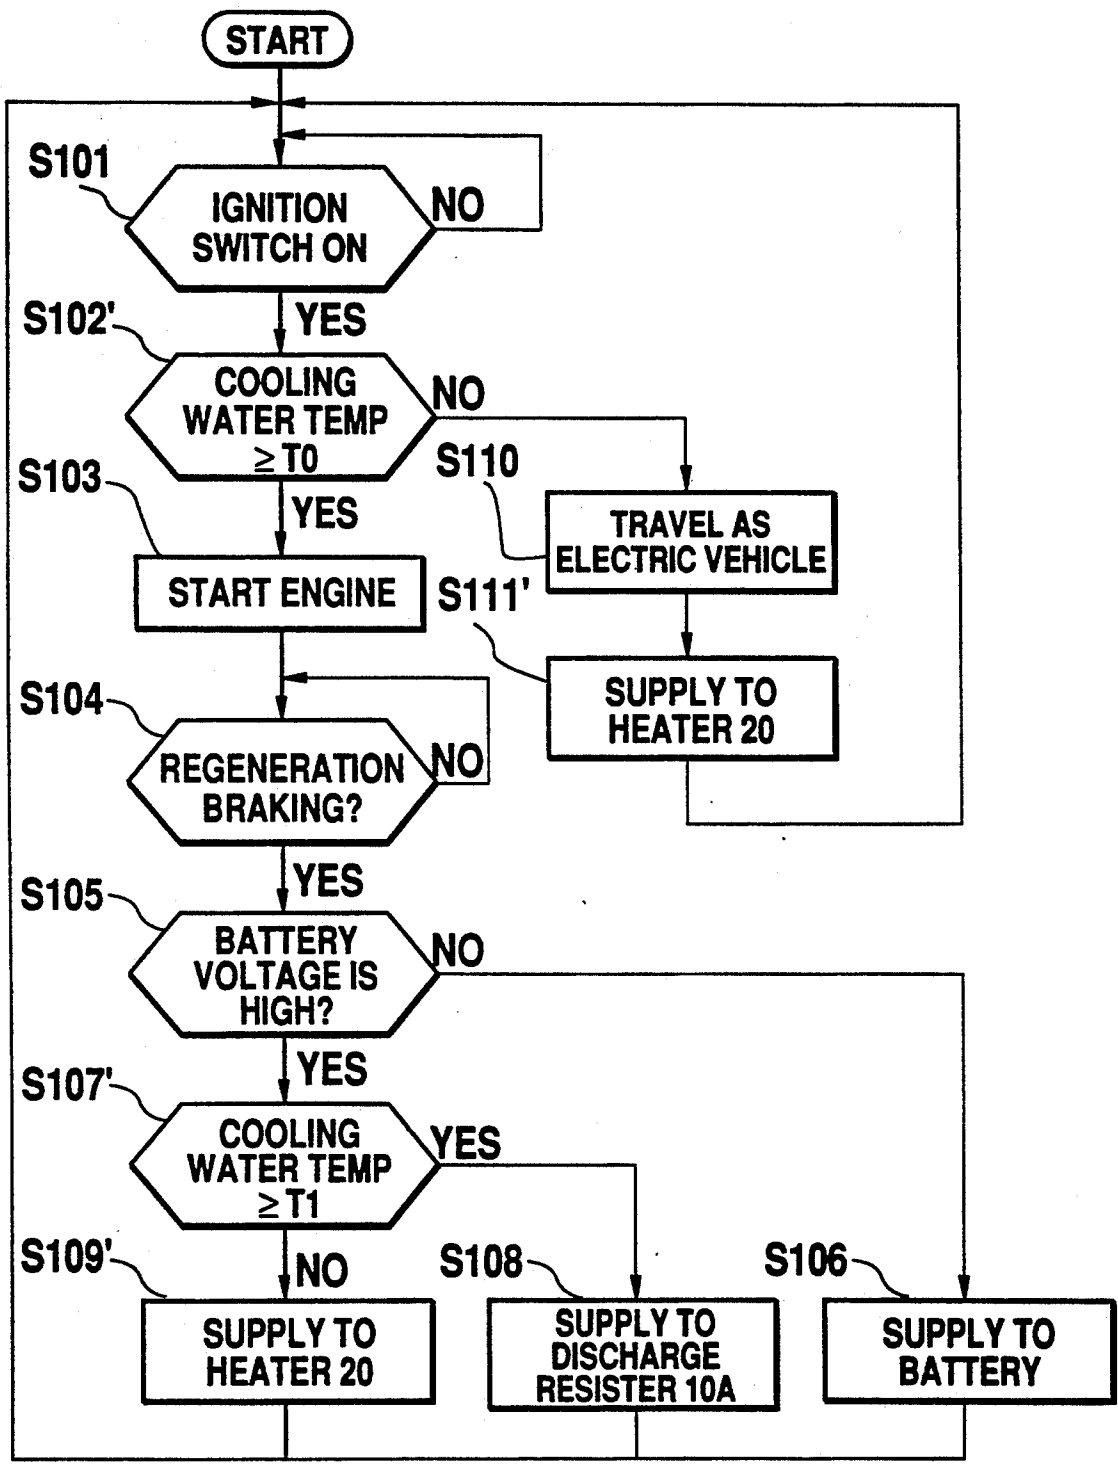 START
S101
IGNITION
SWITCH ON
NO
YES
S102'
COOLING
WATER TEMP
≥ T0
NO
YES
S103
START ENGINE
S110
TRAVEL AS
ELECTRIC VEHICLE
S111'
SUPPLY TO
HEATER 20
S104
REGENERATION
BRAKING?
NO
YES
S105
BATTERY
VOLTAGE IS
HIGH?
NO
YES
S107'
COOLING
WATER TEMP
≥ T1
YES
NO
S109'
SUPPLY TO
HEATER 20
S108
SUPPLY TO
DISCHARGE
RESISTER 10A
S106
SUPPLY TO
BATTERY